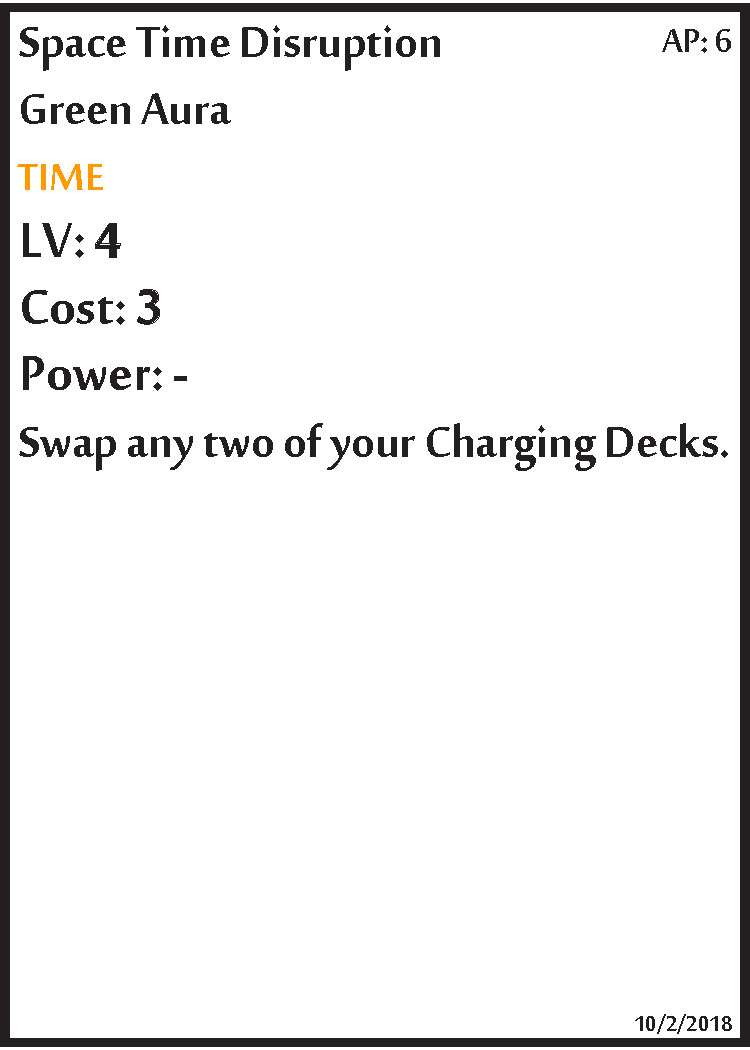 Space Time Disruption AP: 6
Green Aura
TIME
LV: 4
Cost: 3
Power: -
Swap any two of your Charging Decks.
10/2/2018